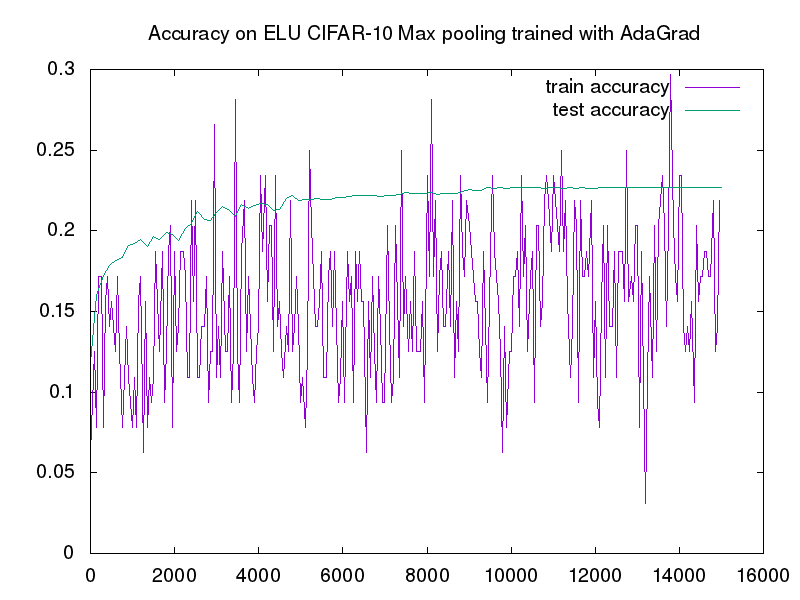 Accuracy on ELU CIFAR-10 Max pooling trained with AdaGrad
0.3
train accuracy
test accuracy
0.25
0.2
0.15
0.1
0.05
0
0 2000 4000 6000 8000 10000 12000 14000 16000